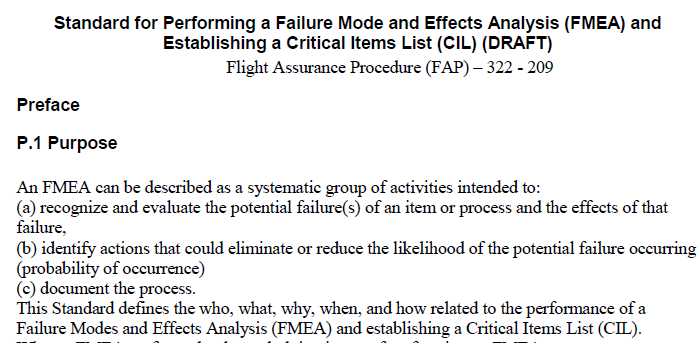 Standard for Performing a Failure Mode and Effects Analysis (FMEA) and
Establishing a Critical Items List (CIL) (DRAFT)
Flight Assurance Procedure (FAP) – 322 - 209
Preface
P.1 Purpose
An FMEA can be described as a systematic group of activities intended to:
(a) recognize and evaluate the potential failure(s) of an item or process and the effects of that
failure,
(b) identify actions that could eliminate or reduce the likelihood of the potential failure occurring
(probability of occurrence)
(c) document the process.
This Standard defines the who, what, why, when, and how related to the performance of a
Failure Modes and Effects Analysis (FMEA) and establishing a Critical Items List (CIL).